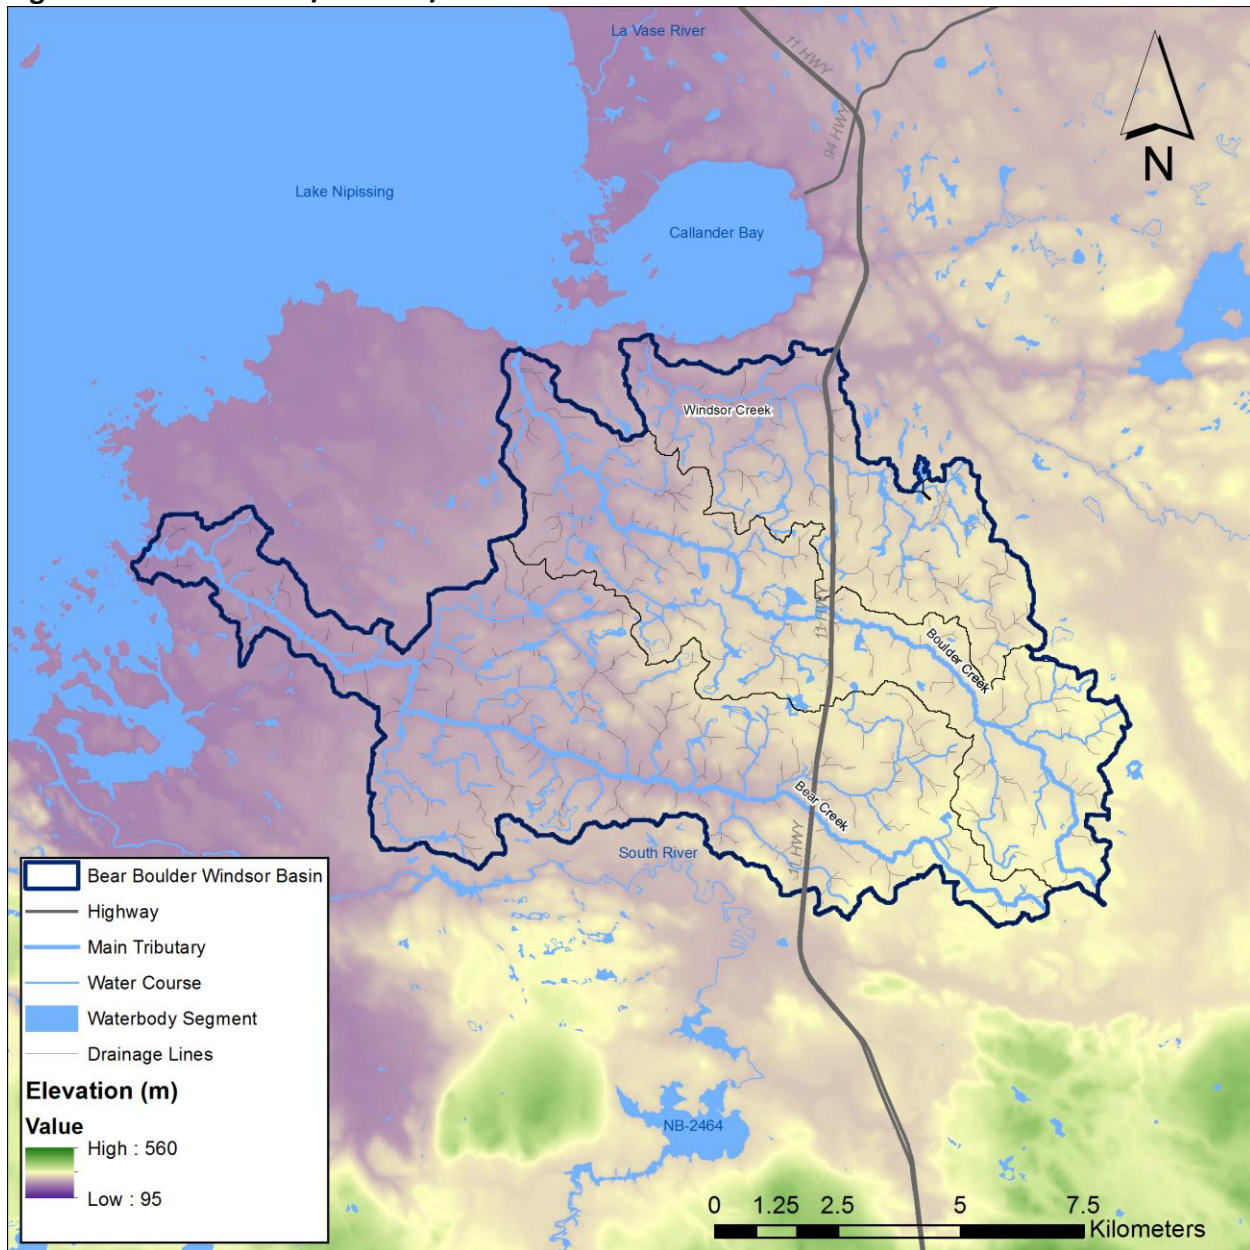 La Vase River
11 HWY
94 HWY
N
Lake Nipissing
Callander Bay
Windsor Creek
11 HWY
Boulder Creek
Bear Creek
11 HWY
South River
NB-2464
Bear Boulder Windsor Basin
Highway
Main Tributary
Water Course
Waterbody Segment
Drainage Lines
Elevation (m)
Value
High : 560
Low : 95
0 1.25 2.5 5 7.5
Kilometers